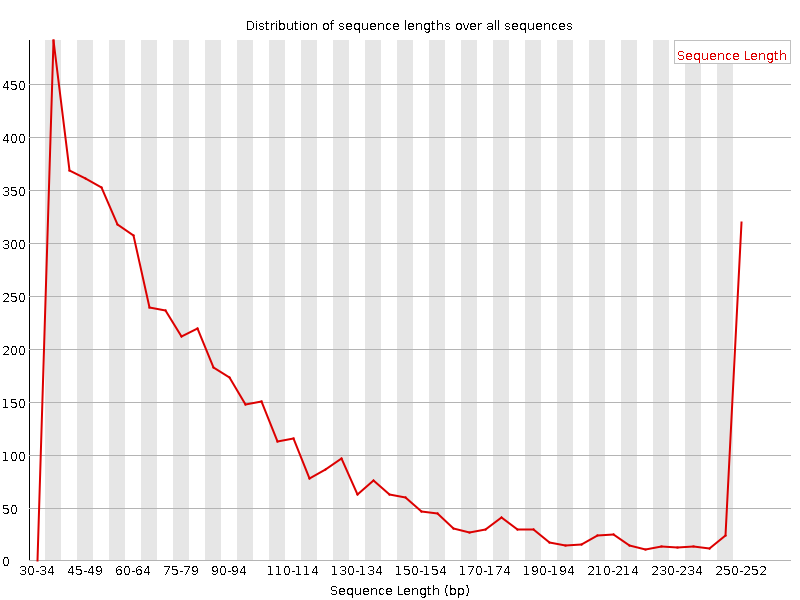 Distribution of sequence lengths over all sequences
Sequence Length
450
400
350
300
250
200
150
100
50
0
30-34 45-49 60-64 75-79 90-94 110-114 130-134 150-154 170-174 190-194 210-214 230-234 250-252
Sequence Length (bp)